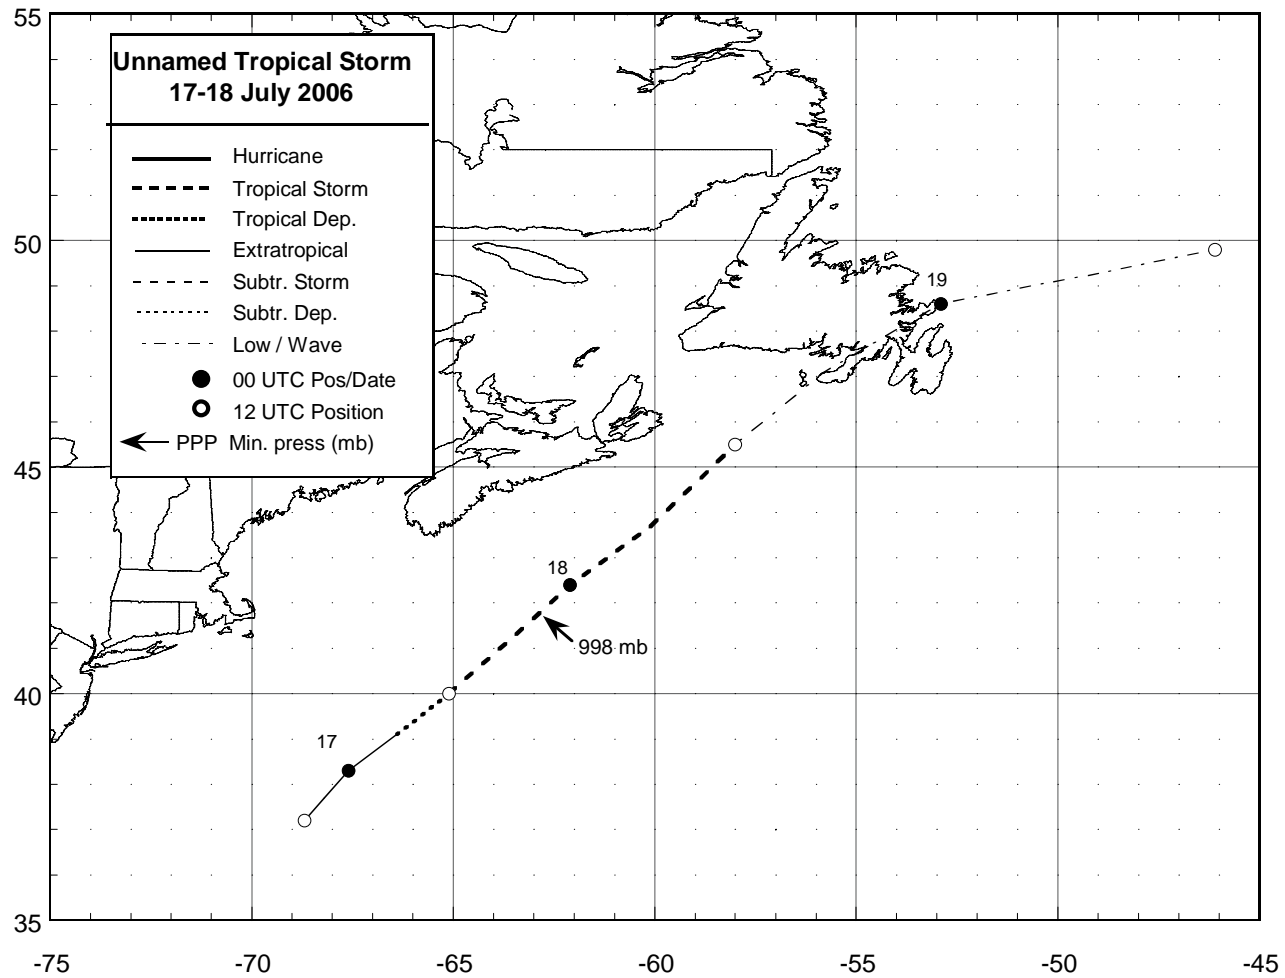 55
Unnamed Tropical Storm
17-18 July 2006
Hurricane
Tropical Storm
Tropical Dep.
Extratropical
Subtr. Storm
Subtr. Dep.
Low / Wave
00 UTC Pos/Date
12 UTC Position
PPP Min. press (mb)
50
19
45
18
998 mb
40
17
35
-75 -70 -65 -60 -55 -50 -45